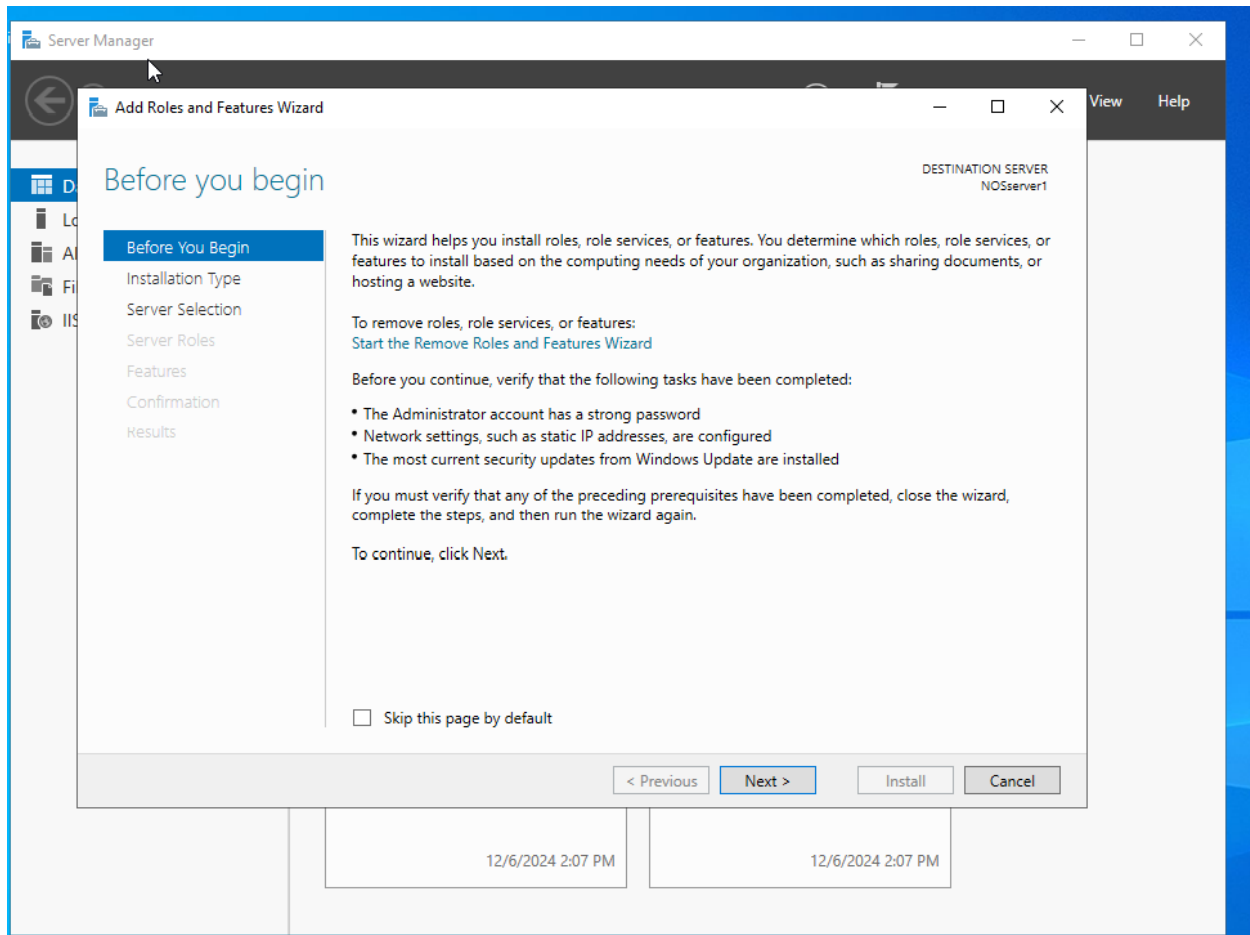 Server Manager
View Help
Add Roles and Features Wizard
Before you begin
DESTINATION SERVER
NOSserver1
Before You Begin
Installation Type
Server Selection
Server Roles
Features
Confirmation
Results
This wizard helps you install roles, role services, or features. You determine which roles, role services, or
features to install based on the computing needs of your organization, such as sharing documents, or
hosting a website.
To remove roles, role services, or features:
Start the Remove Roles and Features Wizard
Before you continue, verify that the following tasks have been completed:
• The Administrator account has a strong password
• Network settings, such as static IP addresses, are configured
• The most current security updates from Windows Update are installed
If you must verify that any of the preceding prerequisites have been completed, close the wizard,
complete the steps, and then run the wizard again.
To continue, click Next.
Skip this page by default
< Previous Next > Install Cancel
12/6/2024 2:07 PM 12/6/2024 2:07 PM